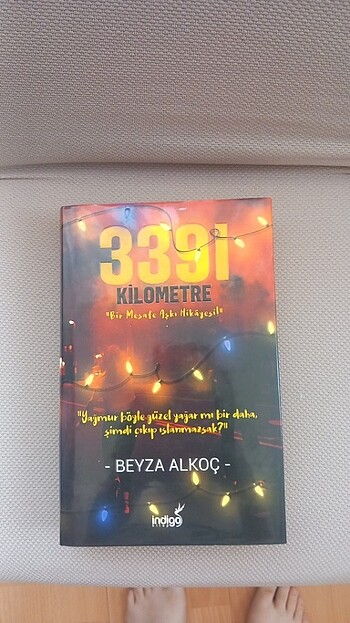 3391
KİLOMETRE
"Bir Mesafe Aşkı Hikâyesi!"
"Yağmur böyle güzel yağar mı bir daha,
şimdi çıkıp ıslanmazsak?"
- BEYZA ALKOÇ -
indigo